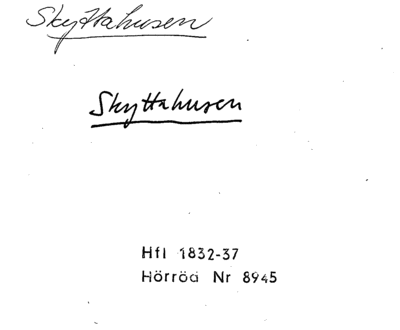 Skyttahusen
Skyttahusen
Hfl 1832-37
Hörröd Nr 8945